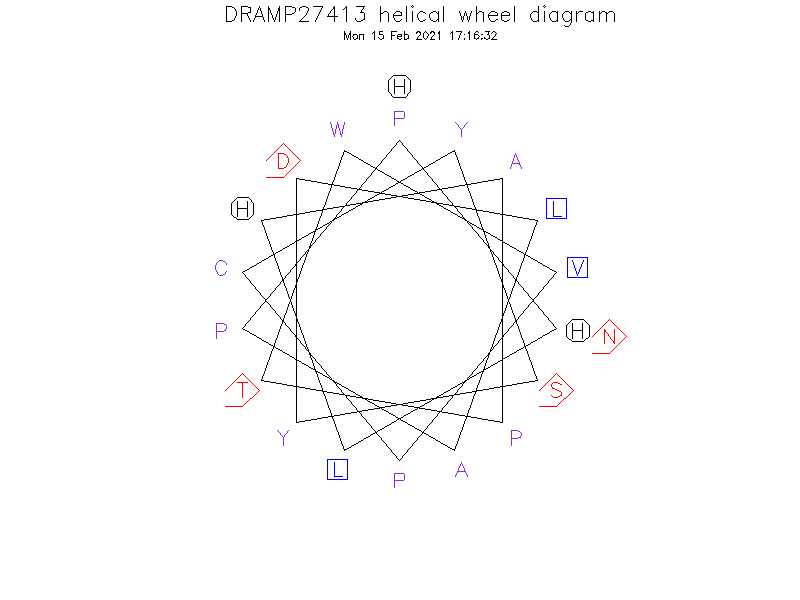 DRAMP27413 helical wheel diagram
Mon 15 Feb 2021 17:16:32
H
W P Y
D A
H L
C V
P H N
T S
Y P
L P A